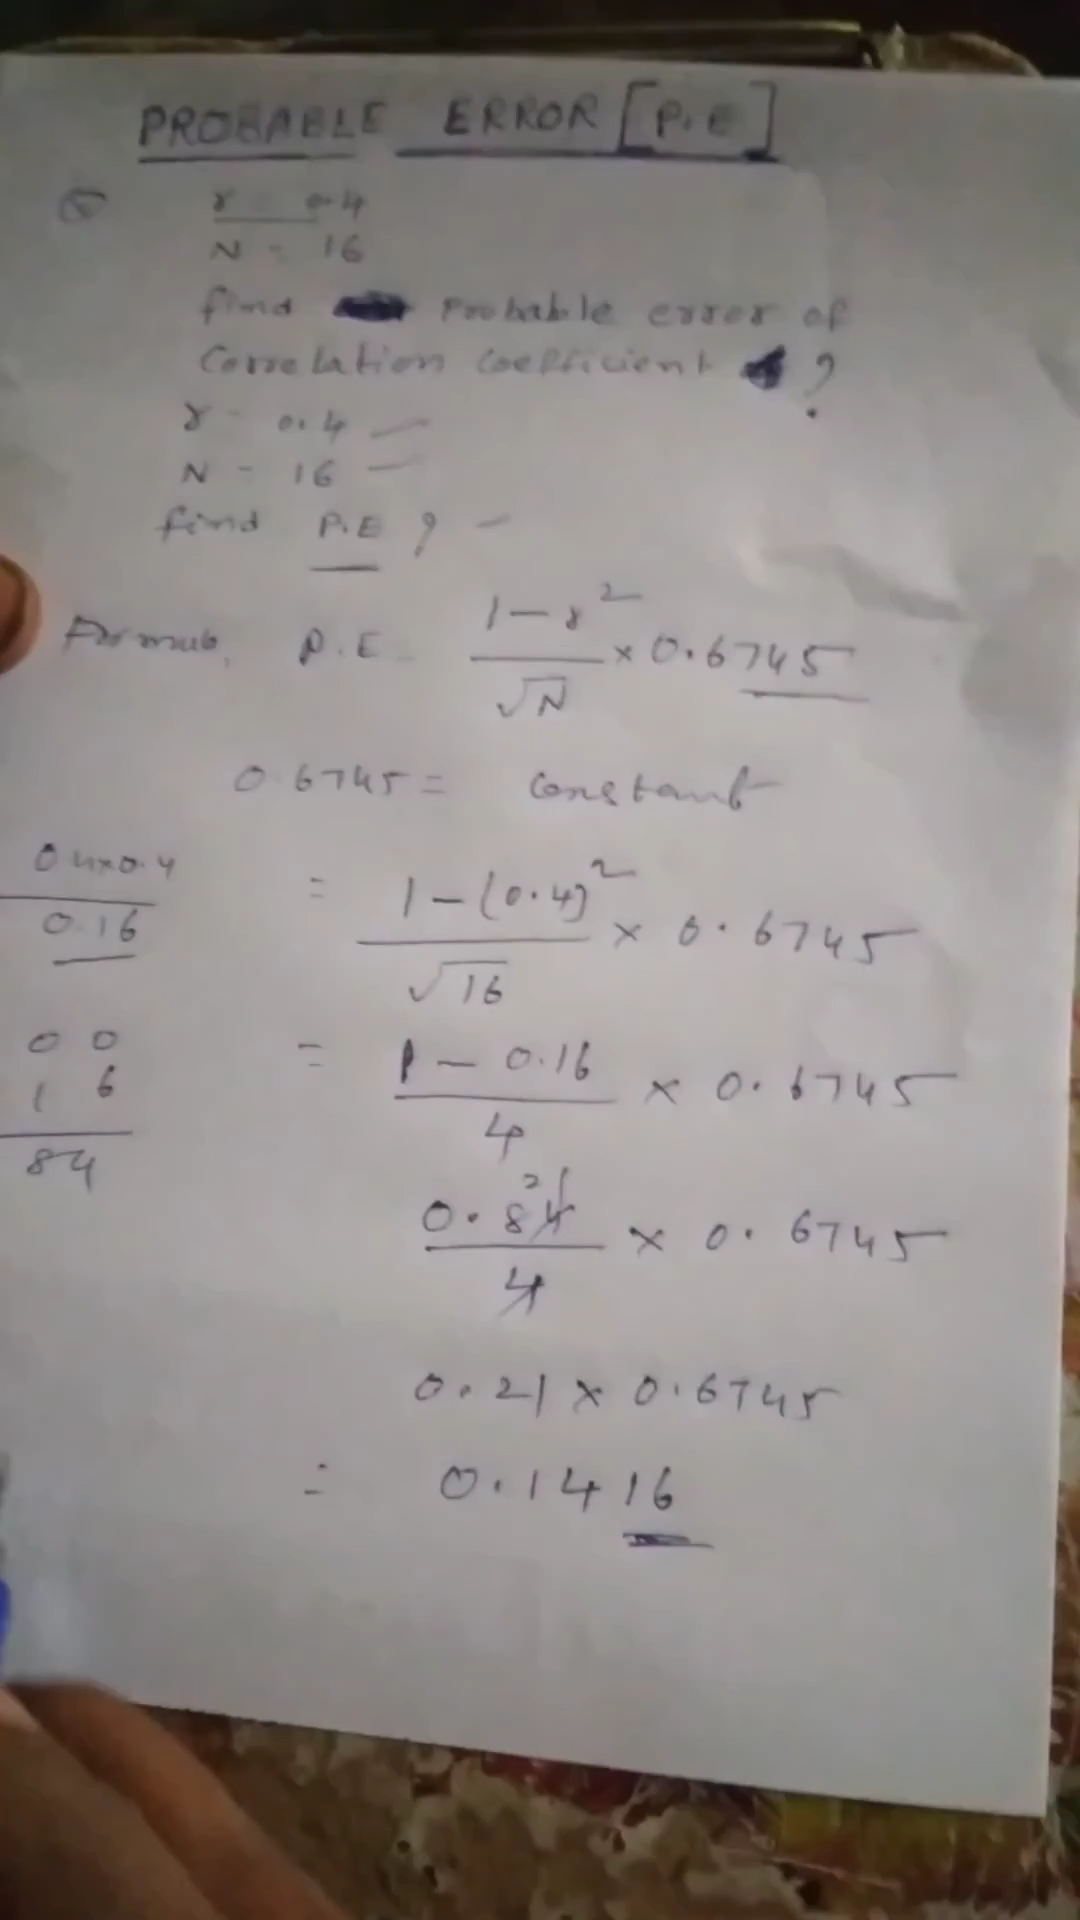 PROBABLE ERROR [P.E]
Q r = 0.4
N = 16
find Probable error of
Correlation Coefficient ?
r = 0.4
N = 16
find P.E ?
Formula, P.E = 1-r² / √N × 0.6745
0.6745 = Constant
0.4×0.4
0.16
= 1-(0.4)² / √16 × 0.6745
0 0
1 6
84
= 1 - 0.16 / 4 × 0.6745
21
0.84 / 4 × 0.6745
0.21 × 0.6745
= 0.1416